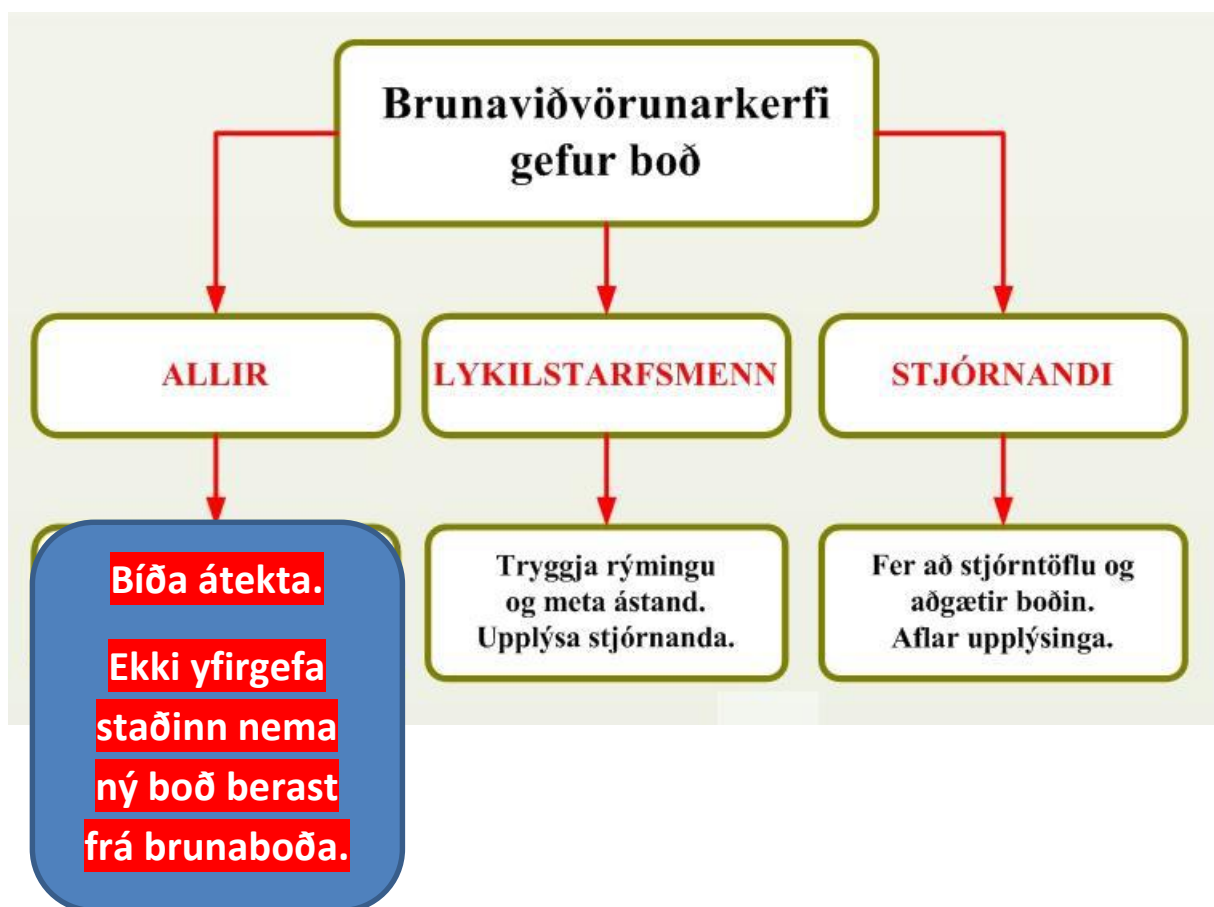 Brunaviðvörunarkerfi
gefur boð
ALLIR
LYKILSTARFSMENN
STJÓRNANDI
Bíða átekta.
Ekki yfirgefa
staðinn nema
ný boð berast
frá brunaboða.
Tryggja rýmingu
og meta ástand.
Upplýsa stjórnanda.
Fer að stjórntöflu og
aðgætir boðin.
Aflar upplýsinga.